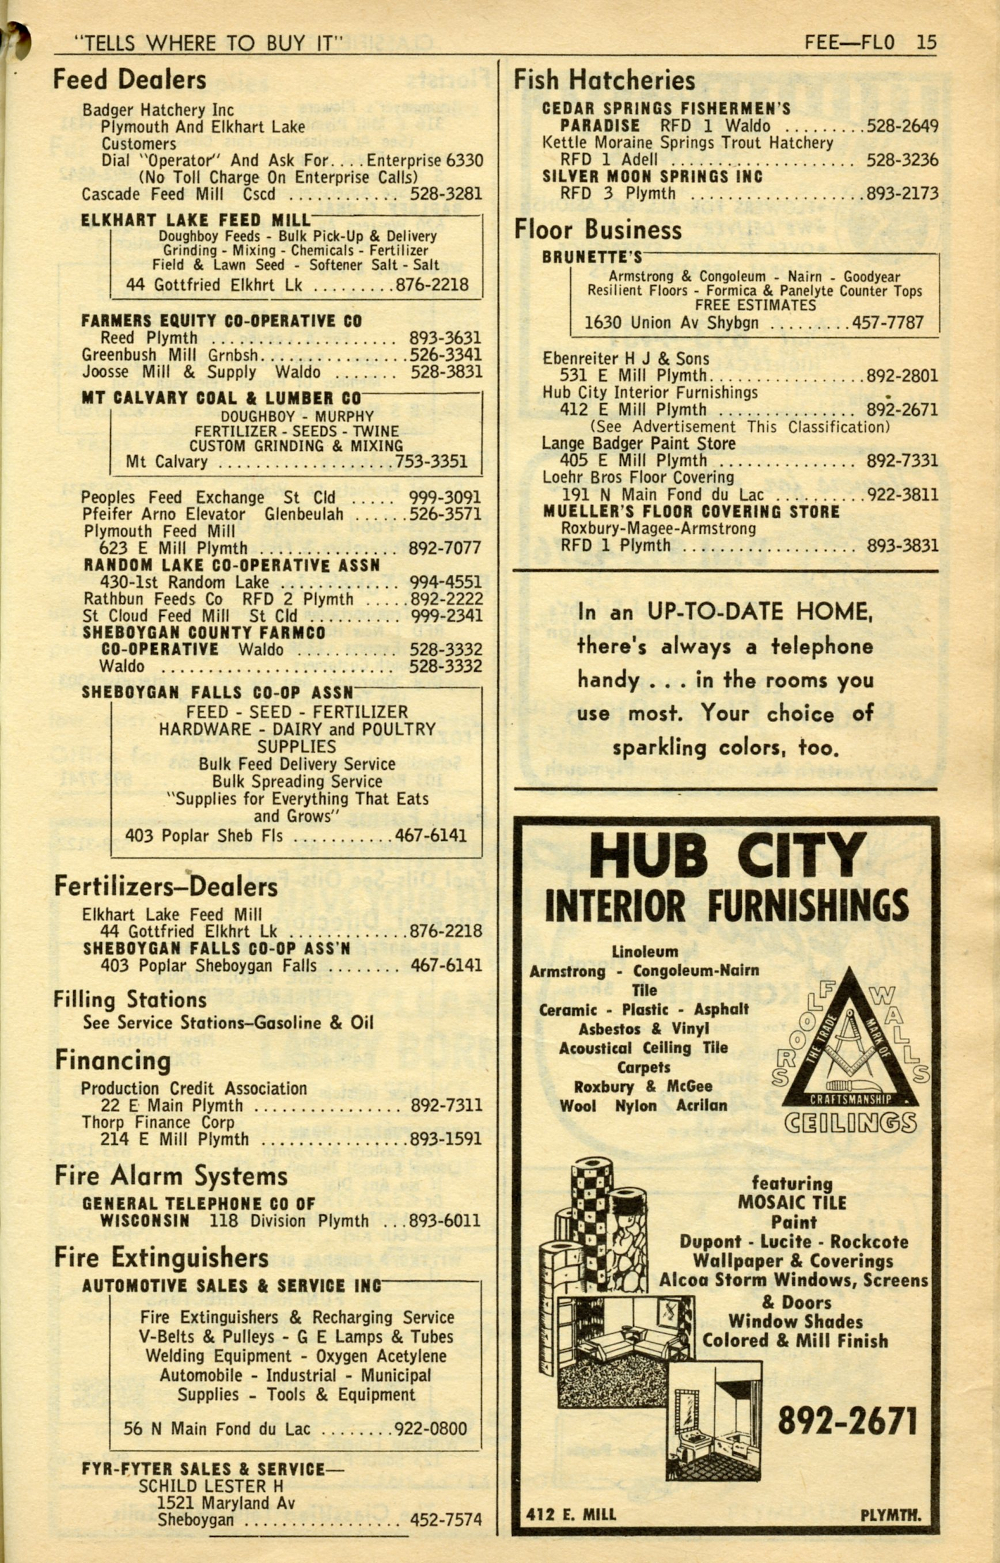 "TELLS WHERE TO BUY IT"
FEE—FLO 15
Feed Dealers
Badger Hatchery Inc
Plymouth And Elkhart Lake
Customers
Dial "Operator" And Ask For....Enterprise 6330
(No Toll Charge On Enterprise Calls)
Cascade Feed Mill Cscd ............ 528-3281
ELKHART LAKE FEED MILL
Doughboy Feeds - Bulk Pick-Up & Delivery
Grinding - Mixing - Chemicals - Fertilizer
Field & Lawn Seed - Softener Salt - Salt
44 Gottfried Elkhrt Lk .........876-2218
FARMERS EQUITY CO-OPERATIVE CO
Reed Plymth .................... 893-3631
Greenbush Mill Grnbsh..............526-3341
Joosse Mill & Supply Waldo ....... 528-3831
MT CALVARY COAL & LUMBER CO
DOUGHBOY - MURPHY
FERTILIZER - SEEDS - TWINE
CUSTOM GRINDING & MIXING
Mt Calvary ...................753-3351
Peoples Feed Exchange St Cld ..... 999-3091
Pfeifer Arno Elevator Glenbeulah ......526-3571
Plymouth Feed Mill
623 E Mill Plymth ............. 892-7077
RANDOM LAKE CO-OPERATIVE ASSN
430-1st Random Lake ............ 994-4551
Rathbun Feeds Co RFD 2 Plymth .....892-2222
St Cloud Feed Mill St Cld .......... 999-2341
SHEBOYGAN COUNTY FARMCO
CO-OPERATIVE Waldo ........... 528-3332
Waldo ........................ 528-3332
SHEBOYGAN FALLS CO-OP ASSN
FEED - SEED - FERTILIZER
HARDWARE - DAIRY and POULTRY
SUPPLIES
Bulk Feed Delivery Service
Bulk Spreading Service
"Supplies for Everything That Eats
and Grows"
403 Poplar Sheb Fls ...........467-6141
Fertilizers—Dealers
Elkhart Lake Feed Mill
44 Gottfried Elkhrt Lk ............876-2218
SHEBOYGAN FALLS CO-OP ASS'N
403 Poplar Sheboygan Falls ........ 467-6141
Filling Stations
See Service Stations—Gasoline & Oil
Financing
Production Credit Association
22 E Main Plymth ................ 892-7311
Thorp Finance Corp
214 E Mill Plymth ................893-1591
Fire Alarm Systems
GENERAL TELEPHONE CO OF
WISCONSIN 118 Division Plymth ...893-6011
Fire Extinguishers
AUTOMOTIVE SALES & SERVICE INC
Fire Extinguishers & Recharging Service
V-Belts & Pulleys - G E Lamps & Tubes
Welding Equipment - Oxygen Acetylene
Automobile - Industrial - Municipal
Supplies - Tools & Equipment
56 N Main Fond du Lac ........922-0800
FYR-FYTER SALES & SERVICE—
SCHILD LESTER H
1521 Maryland Av
Sheboygan ................. 452-7574
Fish Hatcheries
CEDAR SPRINGS FISHERMEN'S
PARADISE RFD 1 Waldo .........528-2649
Kettle Moraine Springs Trout Hatchery
RFD 1 Adell ................... 528-3236
SILVER MOON SPRINGS INC
RFD 3 Plymth ..................893-2173
Floor Business
BRUNETTE'S
Armstrong & Congoleum - Nairn - Goodyear
Resilient Floors - Formica & Panelyte Counter Tops
FREE ESTIMATES
1630 Union Av Shybgn .........457-7787
Ebenreiter H J & Sons
531 E Mill Plymth.................892-2801
Hub City Interior Furnishings
412 E Mill Plymth ............... 892-2671
(See Advertisement This Classification)
Lange Badger Paint Store
405 E Mill Plymth ............... 892-7331
Loehr Bros Floor Covering
191 N Main Fond du Lac ..........922-3811
MUELLER'S FLOOR COVERING STORE
Roxbury-Magee-Armstrong
RFD 1 Plymth ................... 893-3831
In an UP-TO-DATE HOME,
there's always a telephone
handy . . . in the rooms you
use most. Your choice of
sparkling colors, too.
HUB CITY
INTERIOR FURNISHINGS
Linoleum
Armstrong - Congoleum-Nairn
Tile
Ceramic - Plastic - Asphalt
Asbestos & Vinyl
Acoustical Ceiling Tile
Carpets
Roxbury & McGee
Wool Nylon Acrilan
FLOORS
WALLS
THE TRADE MARK OF
CRAFTSMANSHIP
CEILINGS
featuring
MOSAIC TILE
Paint
Dupont - Lucite - Rockcote
Wallpaper & Coverings
Alcoa Storm Windows, Screens
& Doors
Window Shades
Colored & Mill Finish
892-2671
412 E. MILL
PLYMTH.